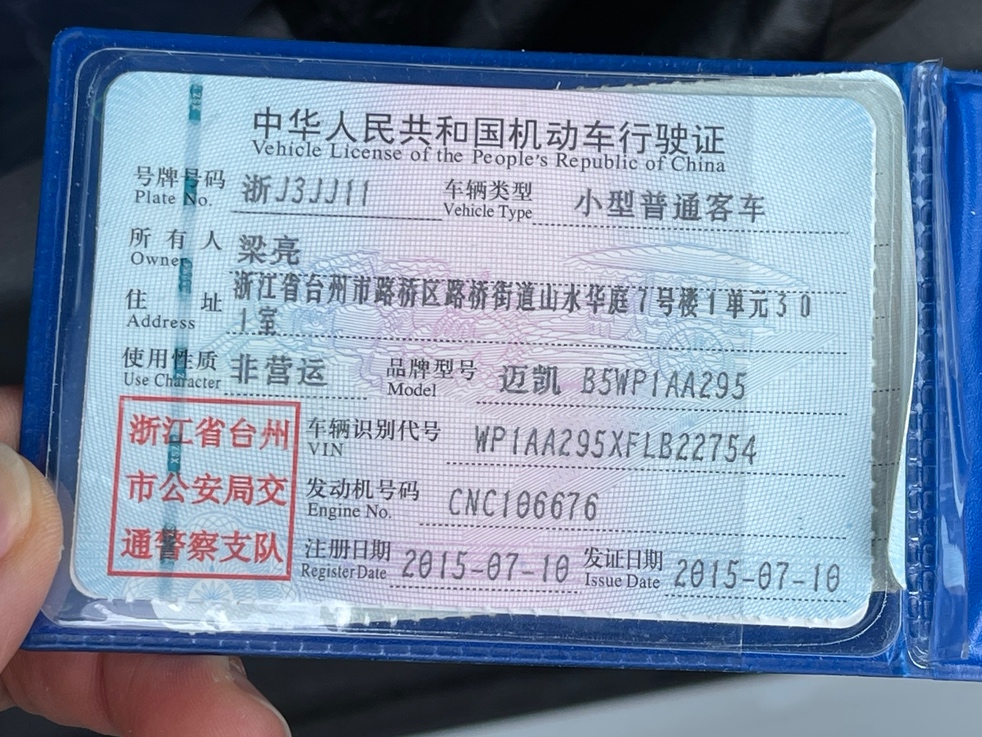 中华人民共和国机动车行驶证
Vehicle License of the People's Republic of China
号牌号码 浙J3JJ11 车辆类型 小型普通客车
Plate No. Vehicle Type
所有人 梁亮
Owner
住址 浙江省台州市路桥区路桥街道山水华庭7号楼1单元30
Address 1室
使用性质 非营运 品牌型号 迈凯 B5WP1AA295
Use Character Model
浙江省台州
市公安局交
通警察支队
车辆识别代号 WP1AA295XFLB22754
VIN
发动机号码 CNC106676
Engine No.
注册日期 2015-07-10 发证日期 2015-07-10
Register Date Issue Date